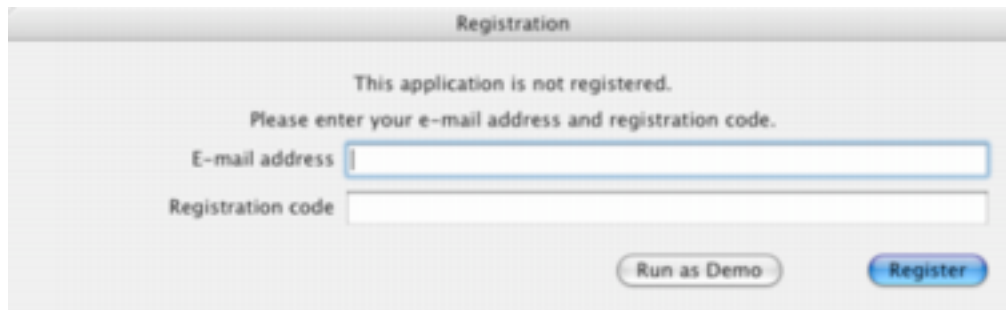 Registration
This application is not registered.
Please enter your e-mail address and registration code.
E-mail address
Registration code
Run as Demo
Register